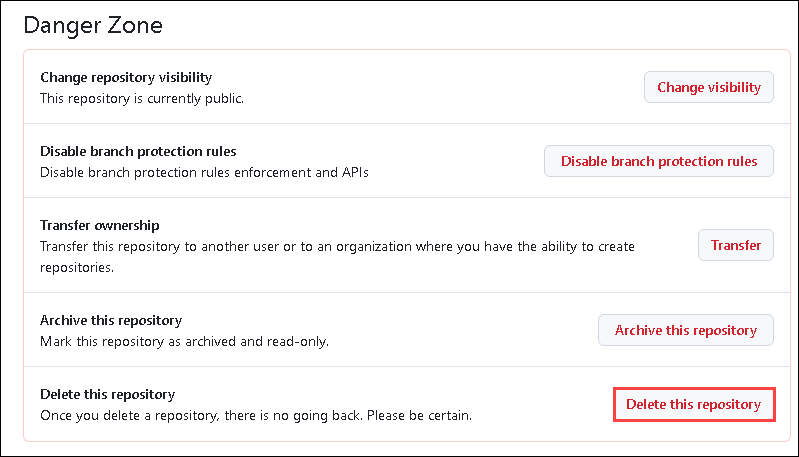 Danger Zone
Change repository visibility
This repository is currently public.
Change visibility
Disable branch protection rules
Disable branch protection rules enforcement and APIs
Disable branch protection rules
Transfer ownership
Transfer this repository to another user or to an organization where you have the ability to create
repositories.
Transfer
Archive this repository
Mark this repository as archived and read-only.
Archive this repository
Delete this repository
Once you delete a repository, there is no going back. Please be certain.
Delete this repository